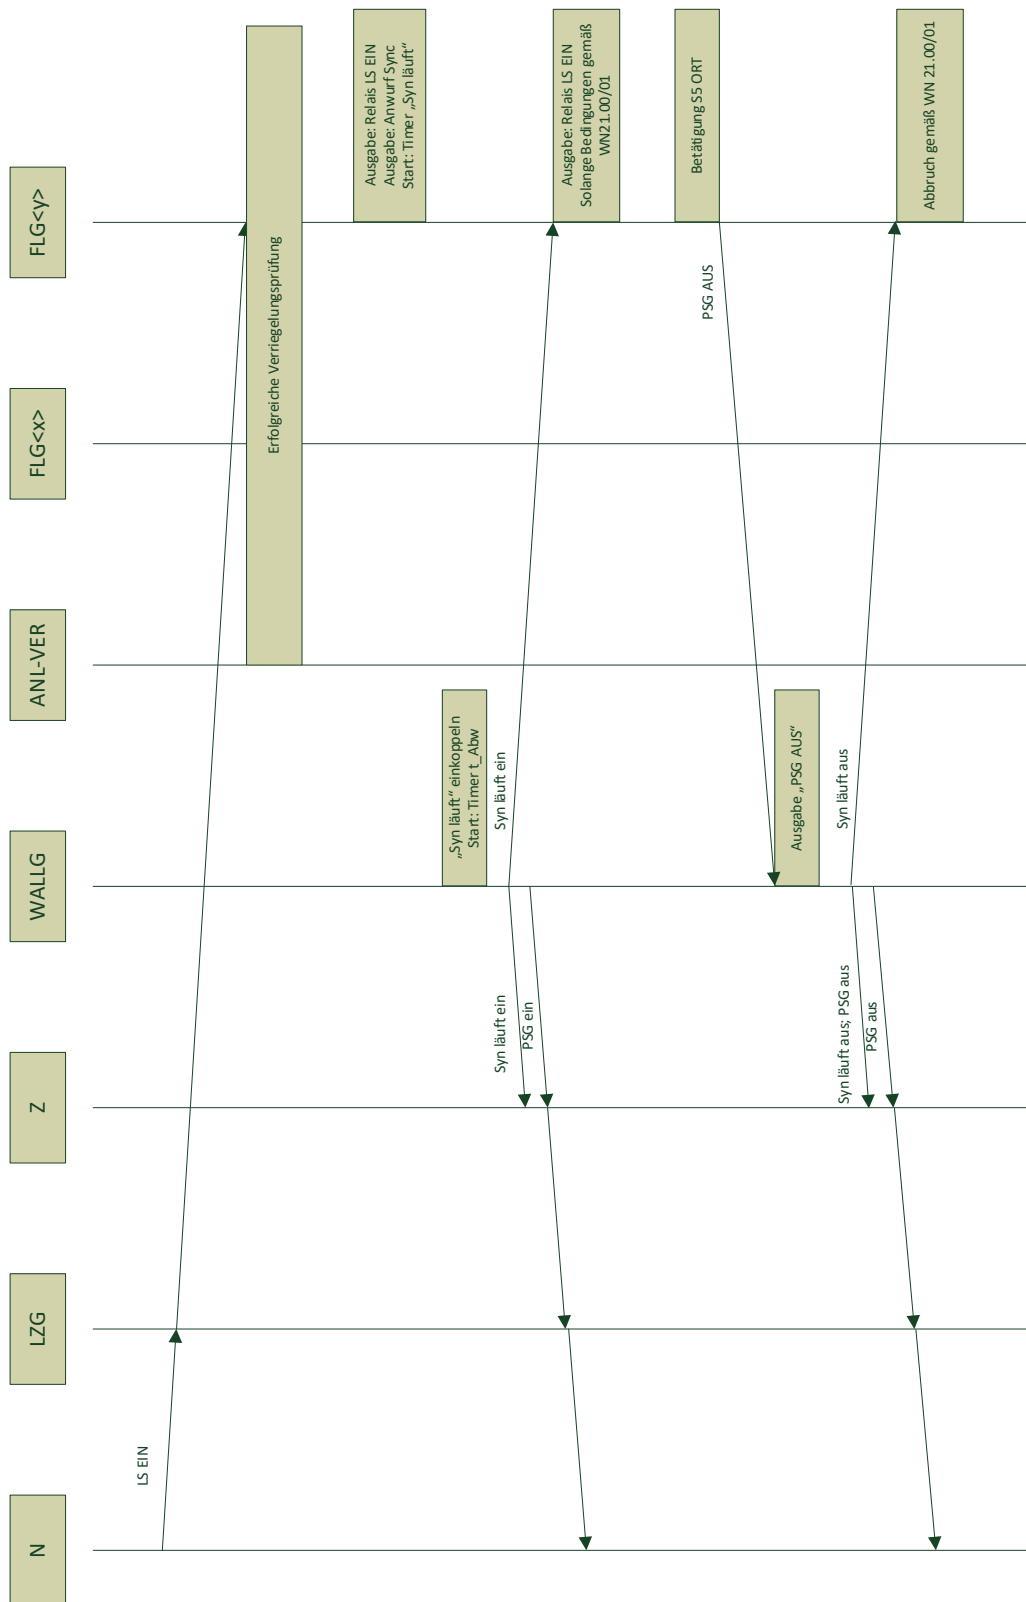 N
LZG
Z
WALLG
ANL-VER
FLG<x>
FLG<y>
LS EIN
Erfolgreiche Verriegelungsprüfung
Ausgabe: Relais LS EIN
Ausgabe: Anwurf Sync
Start: Timer „Syn läuft“
„Syn läuft“ einkoppeln
Start: Timer t_Abw
Syn läuft ein
Syn läuft ein
PSG ein
Ausgabe: Relais LS EIN
Solange Bedingungen gemäß
WN21.00/01
Betätigung S5 ORT
PSG AUS
Ausgabe „PSG AUS“
Syn läuft aus
Syn läuft aus; PSG aus
PSG aus
Abbruch gemäß WN 21.00/01